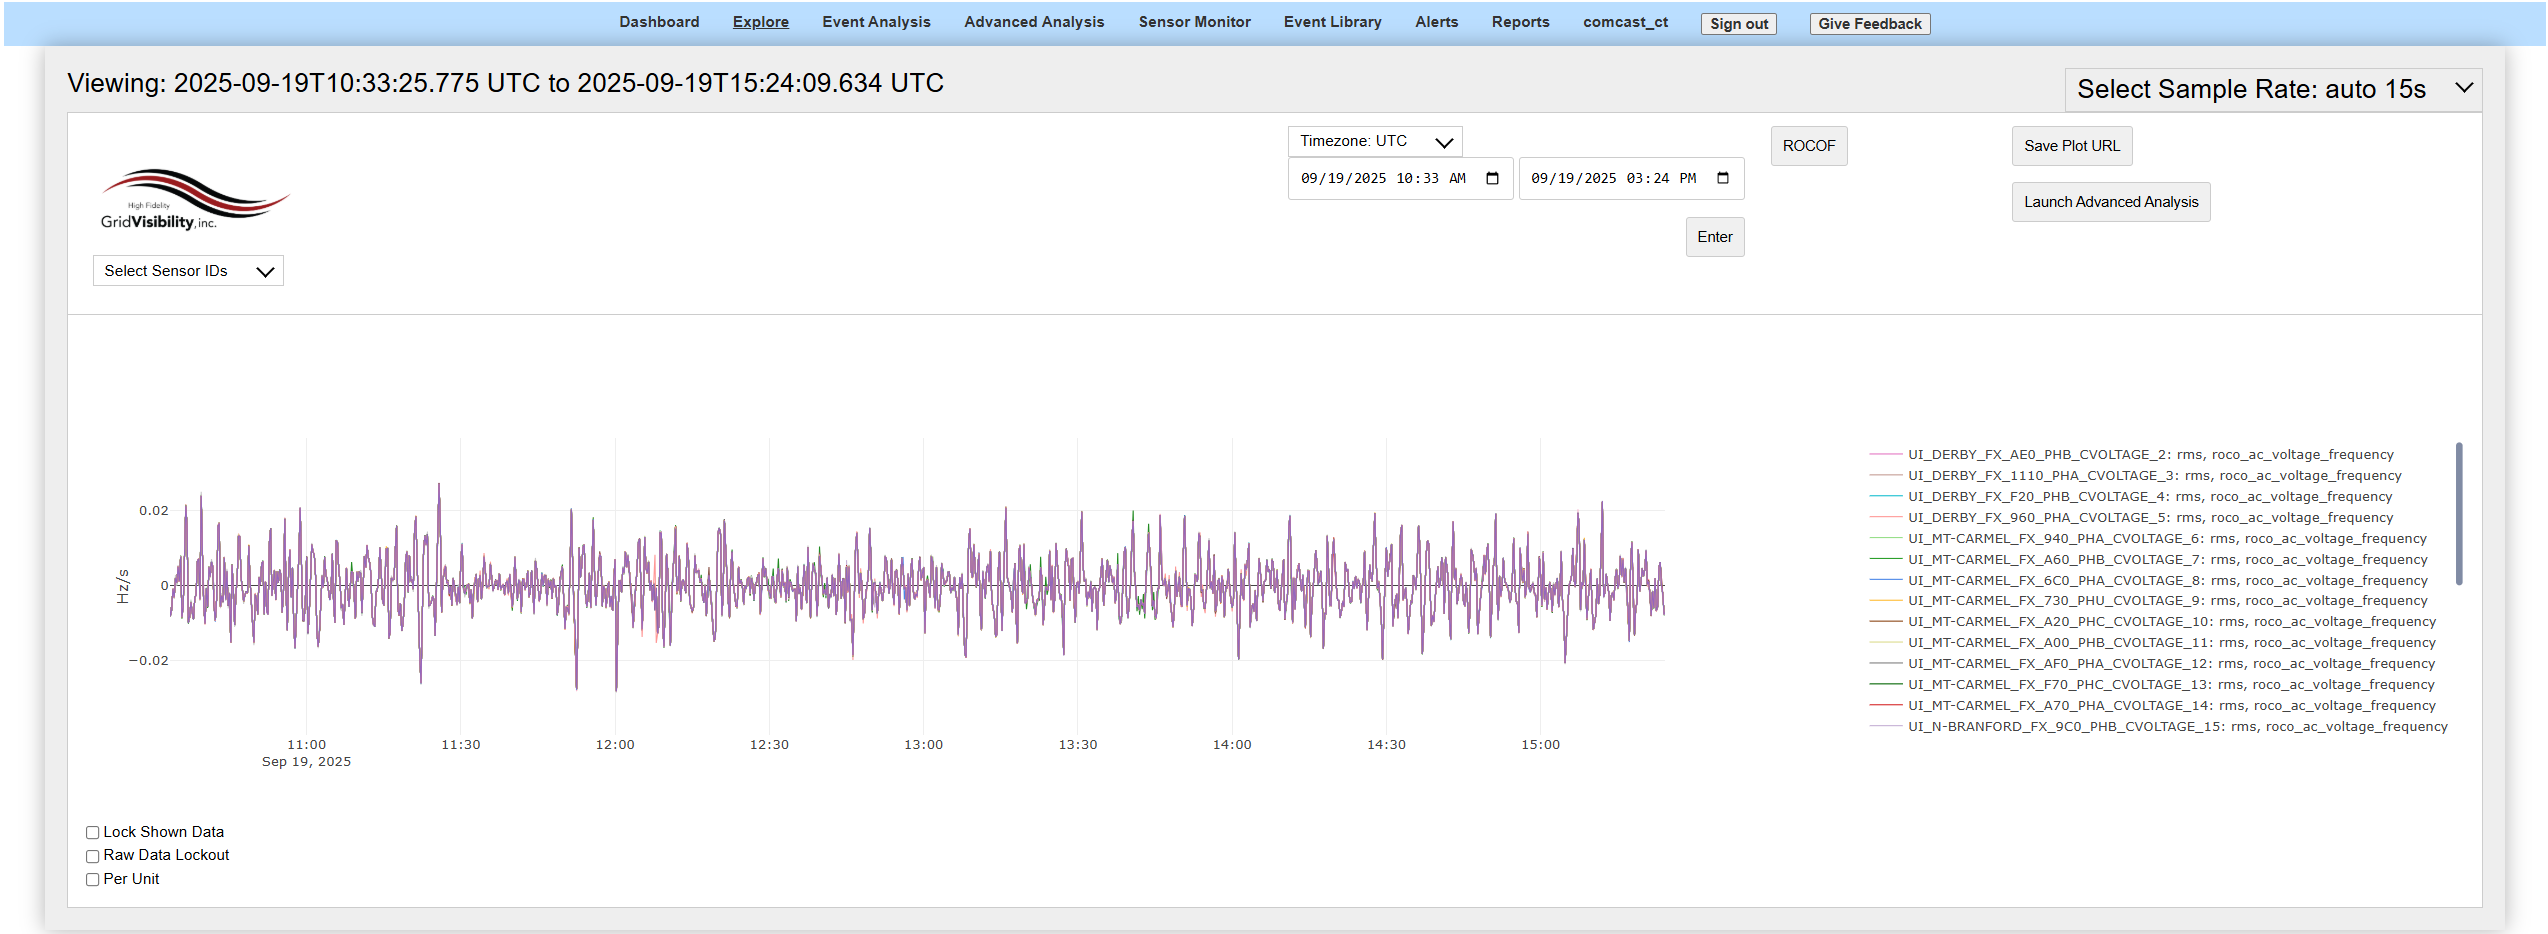 Dashboard Explore Event Analysis Advanced Analysis Sensor Monitor Event Library Alerts Reports comcast_ct Sign out Give Feedback
Viewing: 2025-09-19T10:33:25.775 UTC to 2025-09-19T15:24:09.634 UTC
Select Sample Rate: auto 15s
Timezone: UTC
ROCOF
Save Plot URL
09/19/2025 10:33 AM
09/19/2025 03:24 PM
Launch Advanced Analysis
High Fidelity
GridVisibility, inc.
Enter
Select Sensor IDs
Hz/s
0.02
0
−0.02
11:00
Sep 19, 2025
11:30
12:00
12:30
13:00
13:30
14:00
14:30
15:00
UI_DERBY_FX_AE0_PHB_CVOLTAGE_2: rms, roco_ac_voltage_frequency
UI_DERBY_FX_1110_PHA_CVOLTAGE_3: rms, roco_ac_voltage_frequency
UI_DERBY_FX_F20_PHB_CVOLTAGE_4: rms, roco_ac_voltage_frequency
UI_DERBY_FX_960_PHA_CVOLTAGE_5: rms, roco_ac_voltage_frequency
UI_MT-CARMEL_FX_940_PHA_CVOLTAGE_6: rms, roco_ac_voltage_frequency
UI_MT-CARMEL_FX_A60_PHB_CVOLTAGE_7: rms, roco_ac_voltage_frequency
UI_MT-CARMEL_FX_6C0_PHA_CVOLTAGE_8: rms, roco_ac_voltage_frequency
UI_MT-CARMEL_FX_730_PHU_CVOLTAGE_9: rms, roco_ac_voltage_frequency
UI_MT-CARMEL_FX_A20_PHC_CVOLTAGE_10: rms, roco_ac_voltage_frequency
UI_MT-CARMEL_FX_A00_PHB_CVOLTAGE_11: rms, roco_ac_voltage_frequency
UI_MT-CARMEL_FX_AF0_PHA_CVOLTAGE_12: rms, roco_ac_voltage_frequency
UI_MT-CARMEL_FX_F70_PHC_CVOLTAGE_13: rms, roco_ac_voltage_frequency
UI_MT-CARMEL_FX_A70_PHA_CVOLTAGE_14: rms, roco_ac_voltage_frequency
UI_N-BRANFORD_FX_9C0_PHB_CVOLTAGE_15: rms, roco_ac_voltage_frequency
Lock Shown Data
Raw Data Lockout
Per Unit